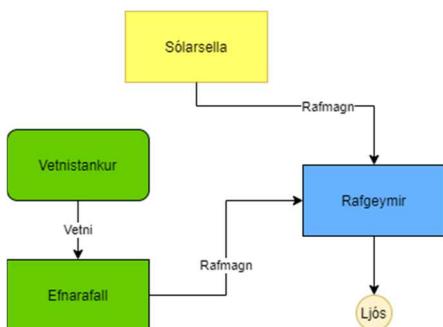 Sólarsella
Rafmagn
Vetnistankur
Rafgeymir
Vetni
Rafmagn
Efnarafall
Ljós